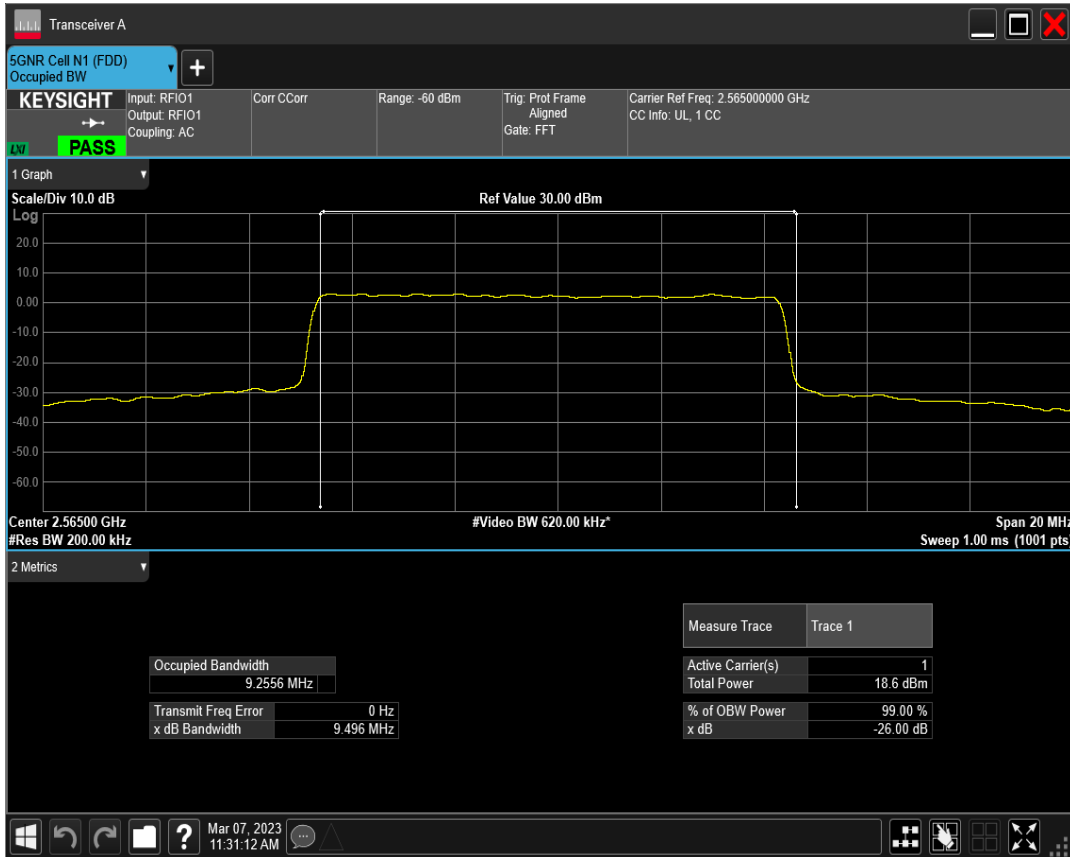 Transceiver A
5GNR Cell N1 (FDD)
Occupied BW
+
KEYSIGHT
LXI
PASS
Input: RFIO1
Output: RFIO1
Coupling: AC
Corr CCorr
Range: -60 dBm
Trig: Prot Frame
Aligned
Gate: FFT
Carrier Ref Freq: 2.565000000 GHz
CC Info: UL, 1 CC
1 Graph
Scale/Div 10.0 dB
Ref Value 30.00 dBm
Log
20.0
10.0
0.00
-10.0
-20.0
-30.0
-40.0
-50.0
-60.0
Center 2.56500 GHz
#Video BW 620.00 kHz*
Span 20 MHz
#Res BW 200.00 kHz
Sweep 1.00 ms (1001 pts)
2 Metrics
Measure Trace Trace 1
Occupied Bandwidth
9.2556 MHz
Active Carrier(s) 1
Total Power 18.6 dBm
Transmit Freq Error 0 Hz
x dB Bandwidth 9.496 MHz
% of OBW Power 99.00 %
x dB -26.00 dB
?
Mar 07, 2023
11:31:12 AM